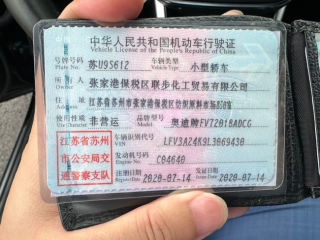 中华人民共和国机动车行驶证
Vehicle License of the People's Republic of China
号牌号码 Plate No. 苏U95612 车辆类型 Vehicle Type 小型轿车
所有人 Owner 张家港保税区联步化工贸易有限公司
住址 Address 江苏省苏州市张家港保税区纺织原料市场
使用性质 Use Character 非营运 品牌型号 Model 奥迪牌FV7201BADCG
江苏省苏州
市公安局交
通警察支队
车辆识别代号 VIN LFV3A24K9L3069430
发动机号码 Engine No. C04640
注册日期 Register Date 2020-07-14 发证日期 Issue Date 2020-07-14